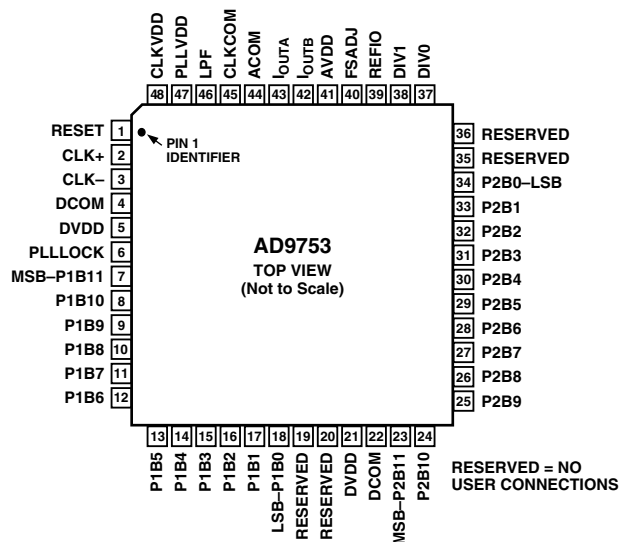 CLKVDD
PLLVDD
LPF
CLKCOM
ACOM
IOUTA
IOUTB
AVDD
FSADJ
REFIO
DIV1
DIV0
48 47 46 45 44 43 42 41 40 39 38 37
RESET 1
CLK+ 2
CLK– 3
DCOM 4
DVDD 5
PLLLOCK 6
MSB–P1B11 7
P1B10 8
P1B9 9
P1B8 10
P1B7 11
P1B6 12
PIN 1
IDENTIFIER
AD9753
TOP VIEW
(Not to Scale)
36 RESERVED
35 RESERVED
34 P2B0–LSB
33 P2B1
32 P2B2
31 P2B3
30 P2B4
29 P2B5
28 P2B6
27 P2B7
26 P2B8
25 P2B9
13 14 15 16 17 18 19 20 21 22 23 24
P1B5
P1B4
P1B3
P1B2
P1B1
LSB–P1B0
RESERVED
RESERVED
DVDD
DCOM
MSB–P2B11
P2B10
RESERVED = NO
USER CONNECTIONS